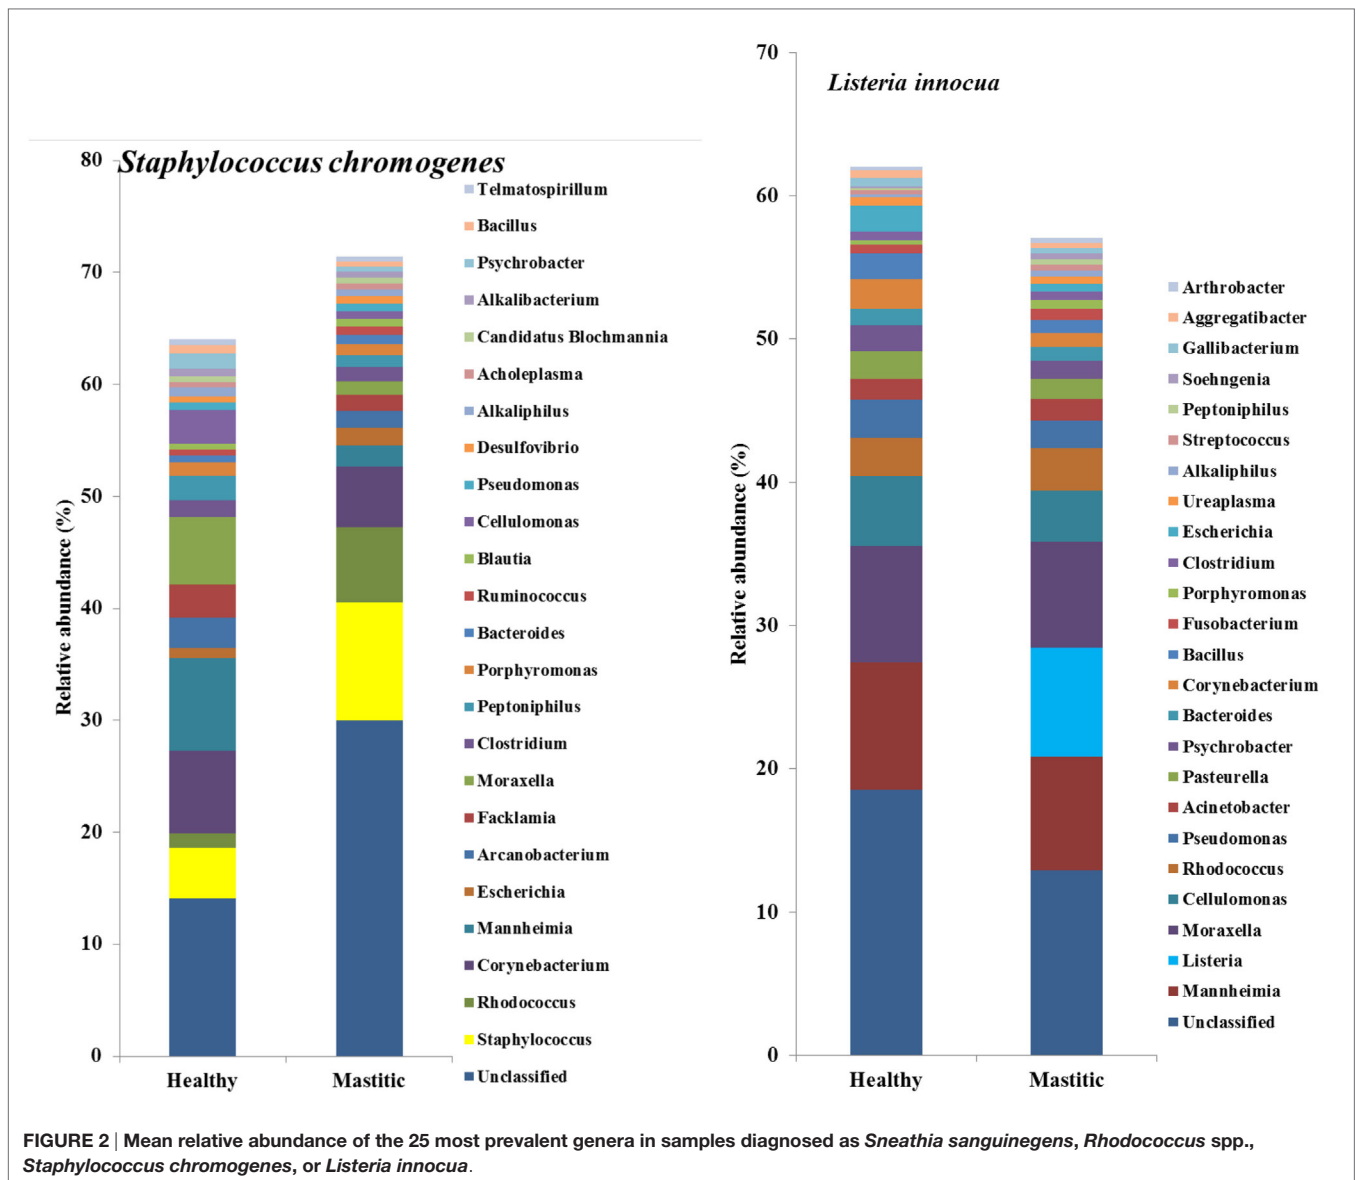 Staphylococcus chromogenes
80
70
60
50
40
30
20
10
0
Relative abundance (%)
Healthy
Mastitic
Telmatospirillum
Bacillus
Psychrobacter
Alkalibacterium
Candidatus Blochmannia
Acholeplasma
Alkaliphilus
Desulfovibrio
Pseudomonas
Cellulomonas
Blautia
Ruminococcus
Bacteroides
Porphyromonas
Peptoniphilus
Clostridium
Moraxella
Facklamia
Arcanobacterium
Escherichia
Mannheimia
Corynebacterium
Rhodococcus
Staphylococcus
Unclassified
Listeria innocua
70
60
50
40
30
20
10
0
Relative abundance (%)
Healthy
Mastitic
Arthrobacter
Aggregatibacter
Gallibacterium
Soehngenia
Peptoniphilus
Streptococcus
Alkaliphilus
Ureaplasma
Escherichia
Clostridium
Porphyromonas
Fusobacterium
Bacillus
Corynebacterium
Bacteroides
Psychrobacter
Pasteurella
Acinetobacter
Pseudomonas
Rhodococcus
Cellulomonas
Moraxella
Listeria
Mannheimia
Unclassified
FIGURE 2 | Mean relative abundance of the 25 most prevalent genera in samples diagnosed as Sneathia sanguinegens, Rhodococcus spp.,
Staphylococcus chromogenes, or Listeria innocua.